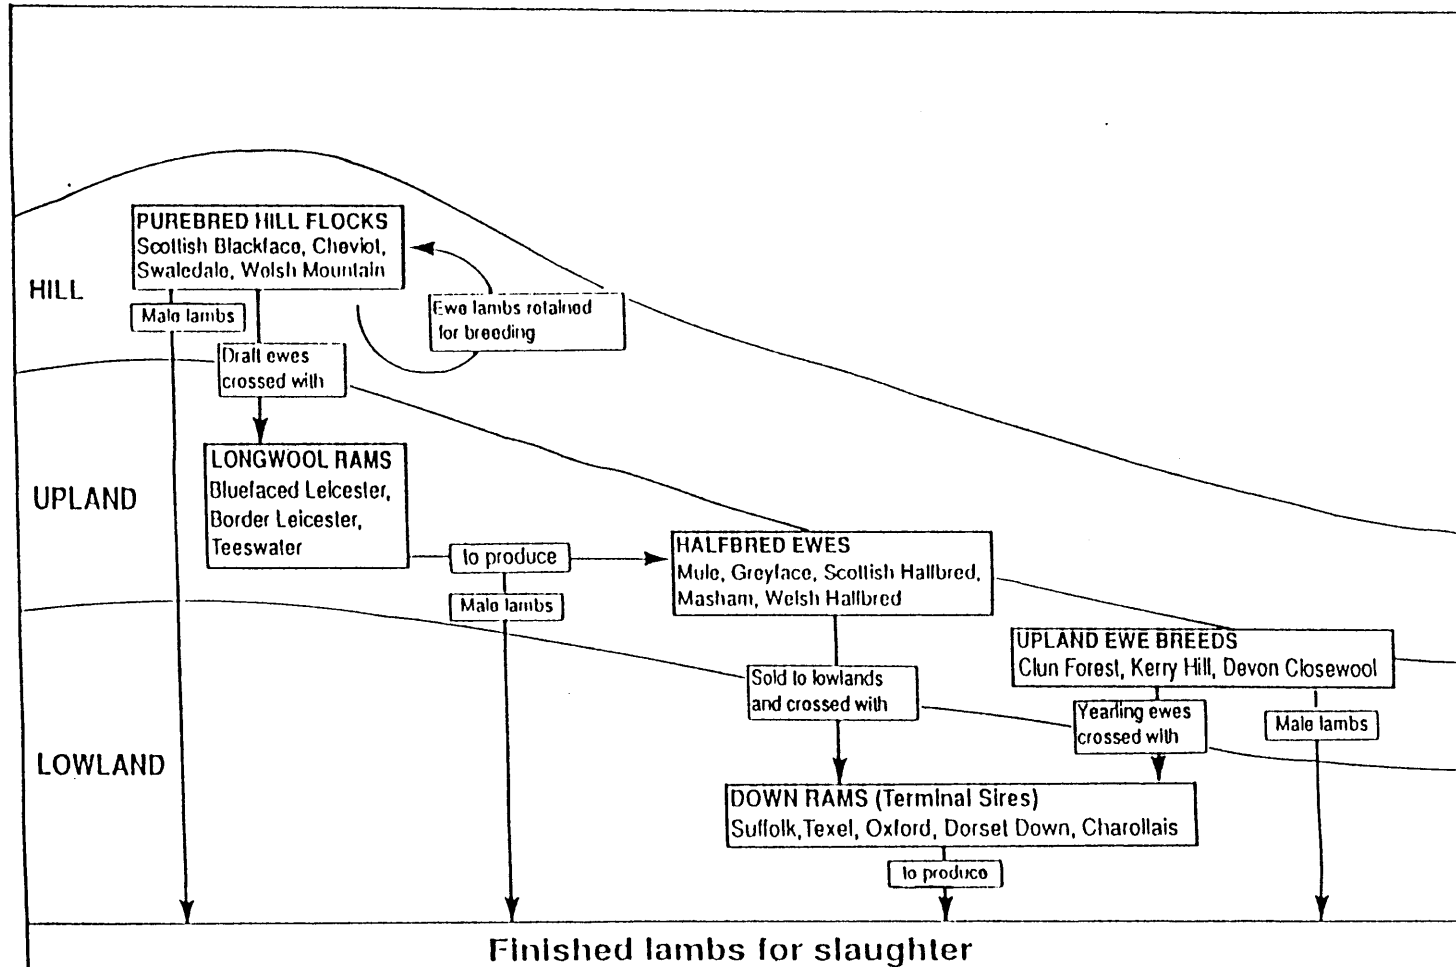 PUREBRED HILL FLOCKS
Scottish Blackface, Cheviot,
Swaledale, Welsh Mountain
HILL
Male lambs
Ewe lambs retained
for breeding
Draft ewes
crossed with
UPLAND
LONGWOOL RAMS
Bluefaced Leicester,
Border Leicester,
Teeswater
to produce
Male lambs
HALFBRED EWES
Mule, Greyface, Scottish Halfbred,
Masham, Welsh Halfbred
UPLAND EWE BREEDS
Clun Forest, Kerry Hill, Devon Closewool
Sold to lowlands
and crossed with
Yearling ewes
crossed with
Male lambs
LOWLAND
DOWN RAMS (Terminal Sires)
Suffolk, Texel, Oxford, Dorset Down, Charollais
to produce
Finished lambs for slaughter